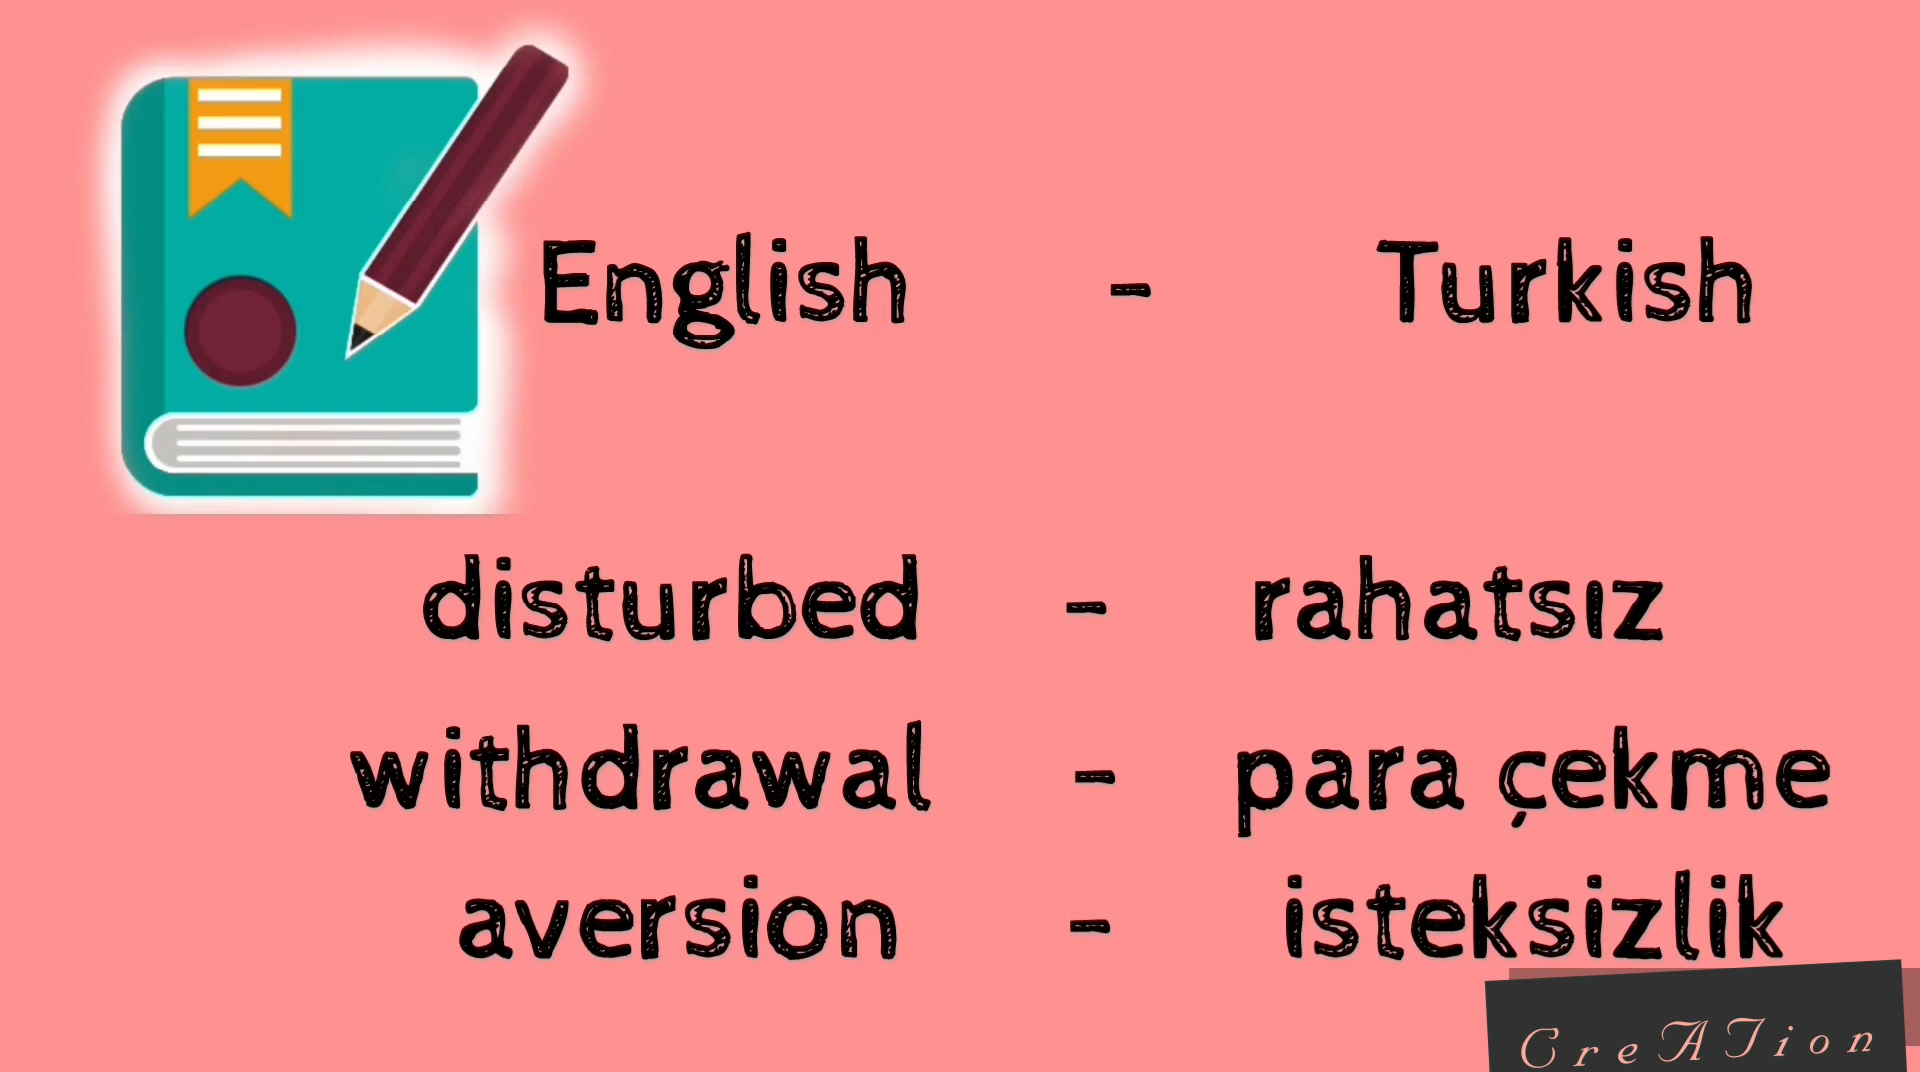 English - Turkish
disturbed - rahatsız
withdrawal - para çekme
aversion - isteksizlik
CreATion